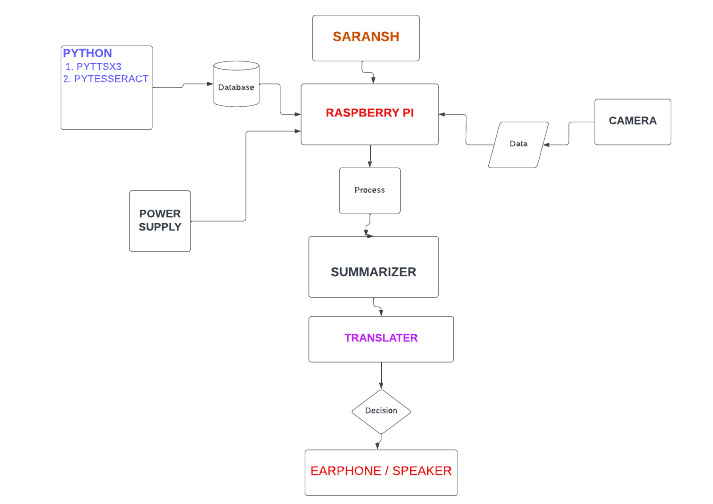 SARANSH
PYTHON
1. PYTTSX3
2. PYTESSERACT
Database
RASPBERRY PI
Data
CAMERA
Process
POWER
SUPPLY
SUMMARIZER
TRANSLATER
Decision
EARPHONE / SPEAKER